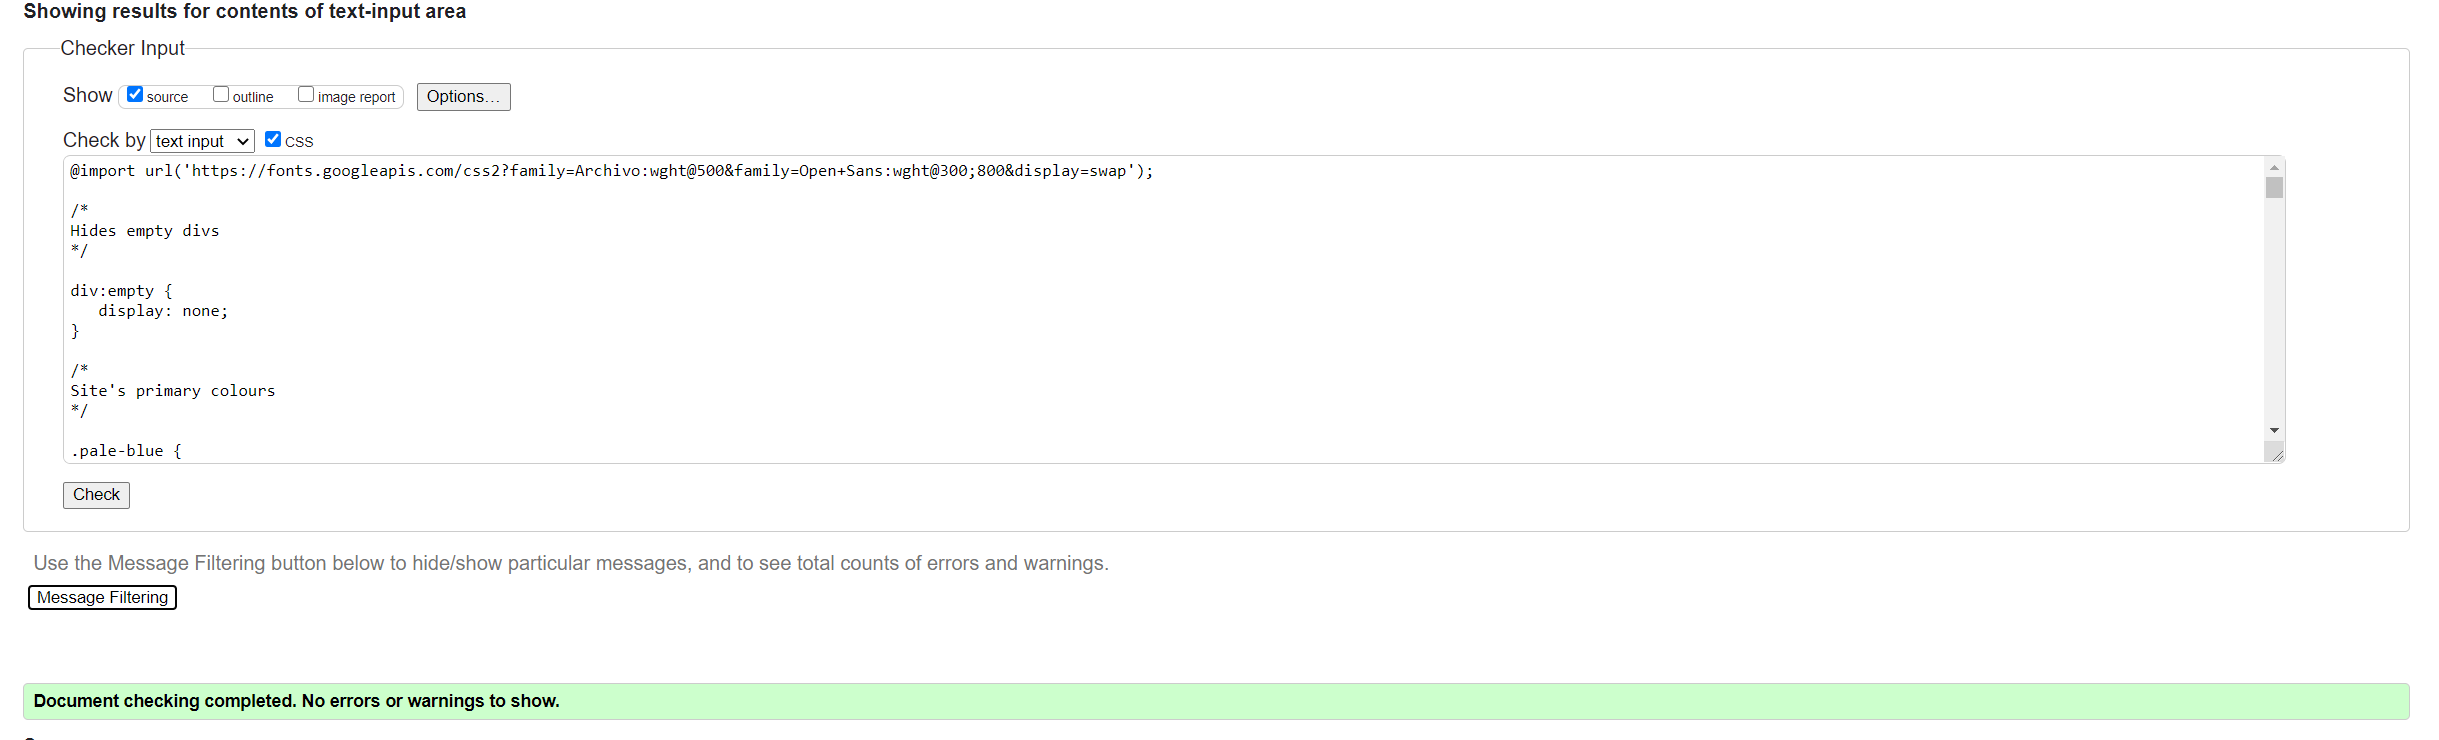 Showing results for contents of text-input area
Checker Input
Show source outline image report Options...
Check by text input CSS
@import url('https://fonts.googleapis.com/css2?family=Archivo:wght@500&family=Open+Sans:wght@300;800&display=swap');
/*
Hides empty divs
*/
div:empty {
display: none;
}
/*
Site's primary colours
*/
.pale-blue {
Check
Use the Message Filtering button below to hide/show particular messages, and to see total counts of errors and warnings.
Message Filtering
Document checking completed. No errors or warnings to show.